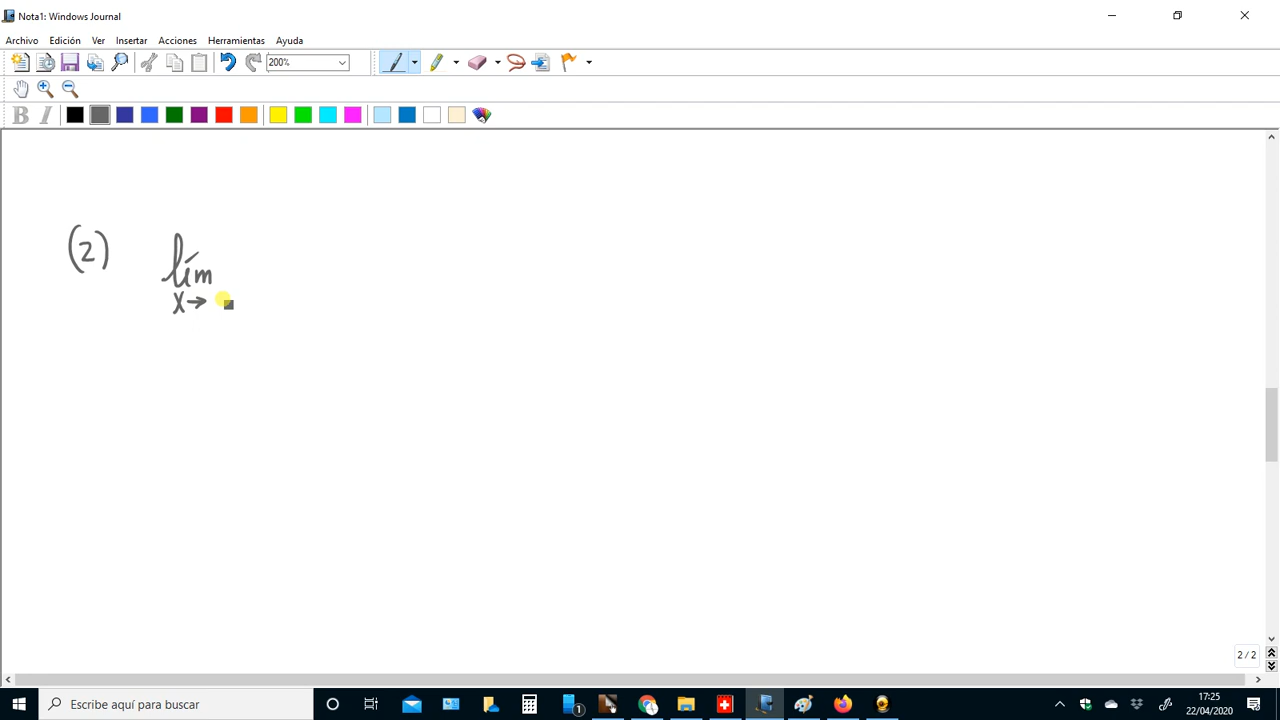 Nota1: Windows Journal
Archivo Edición Ver Insertar Acciones Herramientas Ayuda
200%
B I
(2) lím
x→
2 / 2
Escribe aquí para buscar
1
17:25
22/04/2020